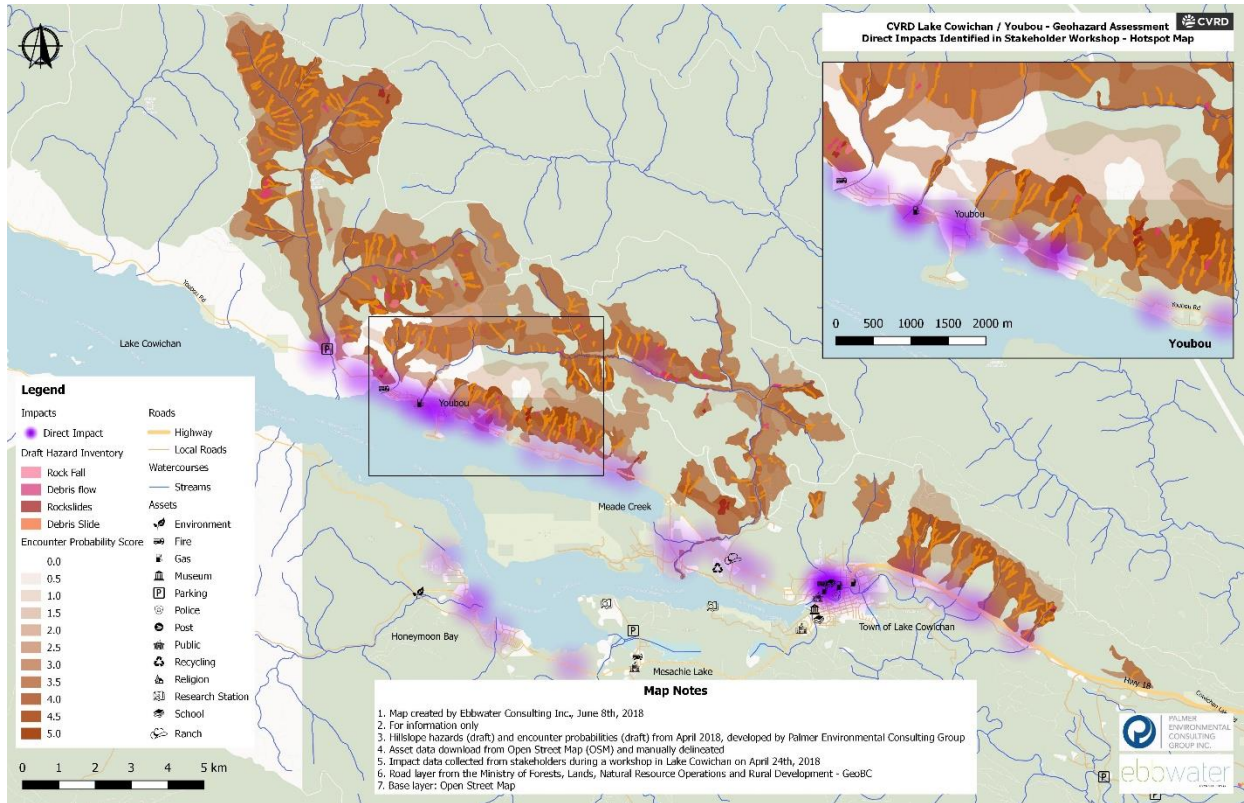 CVRD Lake Cowichan / Youbou - Geohazard Assessment
Direct Impacts Identified in Stakeholder Workshop - Hotspot Map
CVRD
Youbou
Youbou Rd
0 500 1000 1500 2000 m
Youbou
Youbou Rd
Lake Cowichan
P
Youbou
Meade Creek
Honeymoon Bay
P
Mesachie Lake
Town of Lake Cowichan
Hwy 18
P
Legend
Impacts
Direct Impact
Draft Hazard Inventory
Rock Fall
Debris flow
Rockslides
Debris Slide
Encounter Probability Score
0.0
0.5
1.0
1.5
2.0
2.5
3.0
3.5
4.0
4.5
5.0
Roads
Highway
Local Roads
Watercourses
Streams
Assets
Environment
Fire
Gas
Museum
P Parking
Police
Post
Public
Recycling
Religion
Research Station
School
Ranch
0 1 2 3 4 5 km
Map Notes
1. Map created by Ebbwater Consulting Inc., June 8th, 2018
2. For information only
3. Hillslope hazards (draft) and encounter probabilities (draft) from April 2018, developed by Palmer Environmental Consulting Group
4. Asset data download from Open Street Map (OSM) and manually delineated
5. Impact data collected from stakeholders during a workshop in Lake Cowichan on April 24th, 2018
6. Road layer from the Ministry of Forests, Lands, Natural Resource Operations and Rural Development - GeoBC
7. Base layer: Open Street Map
PALMER
ENVIRONMENTAL
CONSULTING
GROUP INC.
ebbwater